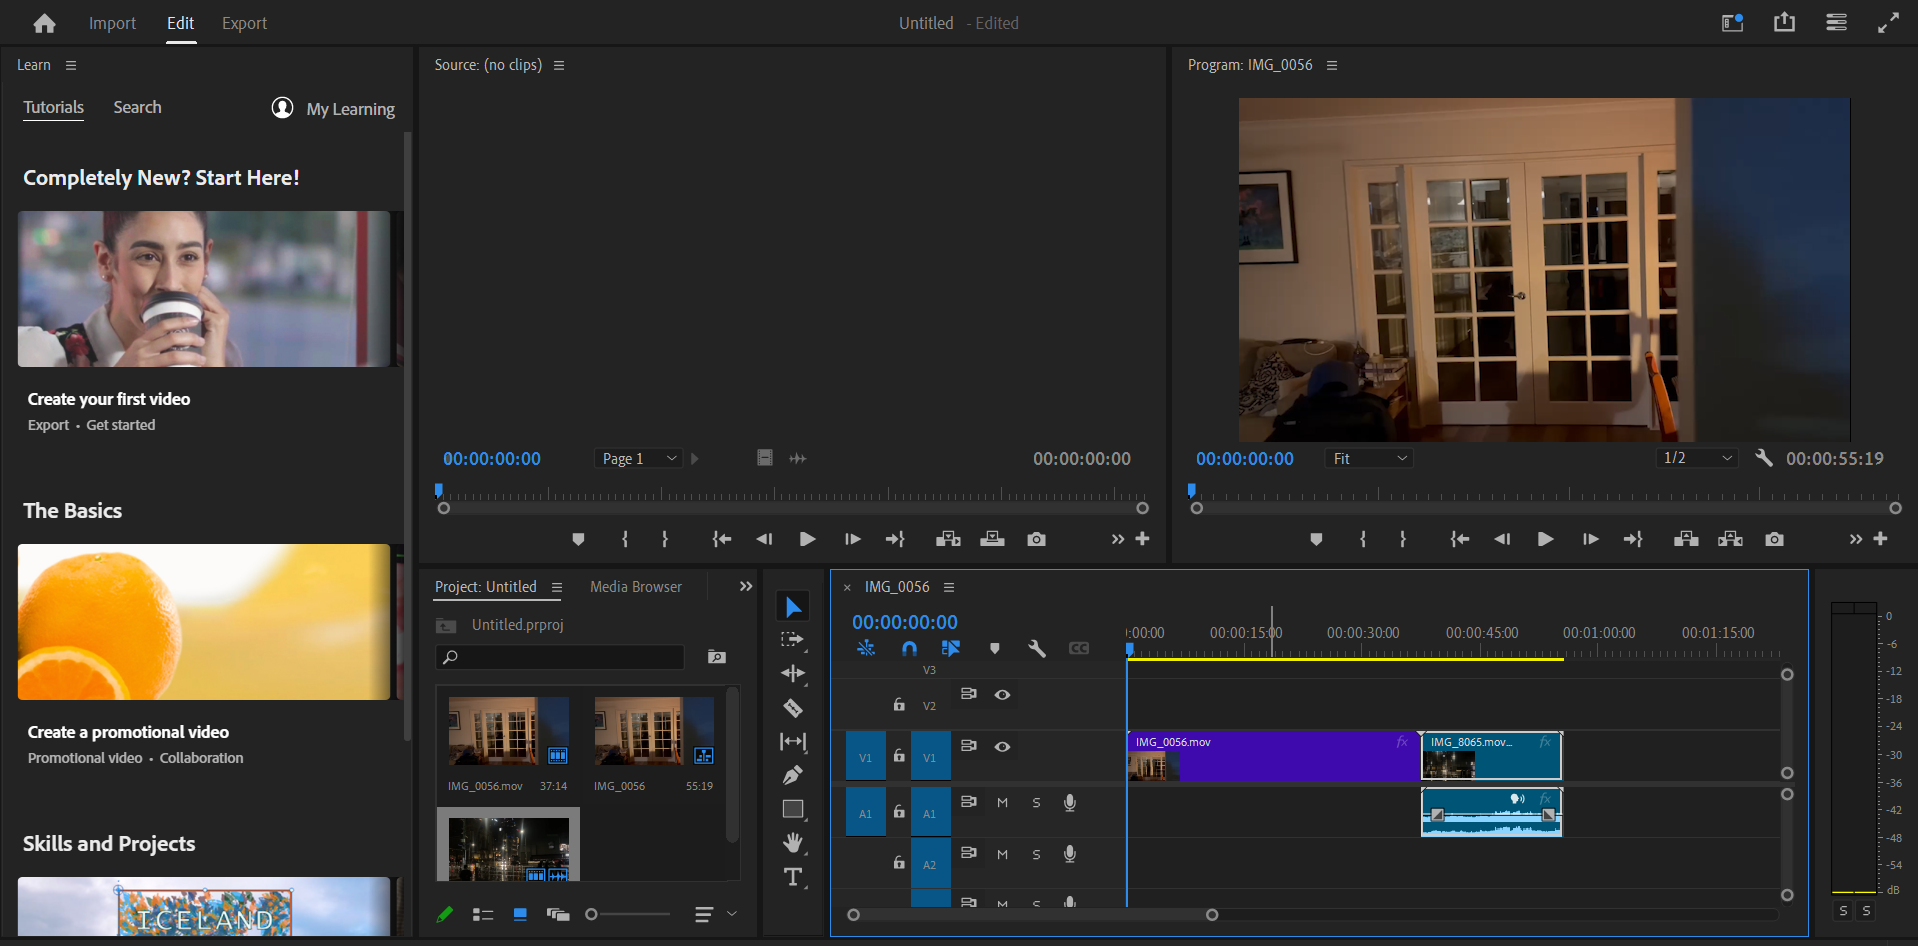 Import Edit Export Untitled - Edited
Learn
Tutorials Search My Learning
Completely New? Start Here!
Create your first video
Export • Get started
The Basics
Create a promotional video
Promotional video • Collaboration
Skills and Projects
ICELAND
Source: (no clips)
00:00:00:00 Page 1 00:00:00:00
Program: IMG_0056
00:00:00:00 Fit 1/2 00:00:55:19
Project: Untitled Media Browser
Untitled.prproj
IMG_0056.mov 37:14 IMG_0056 55:19
× IMG_0056
00:00:00:00
:00:00 00:00:15:00 00:00:30:00 00:00:45:00 00:01:00:00 00:01:15:00
CC
V3
V2
V1 V1 IMG_0056.mov fx IMG_8065.mov... fx
A1 A1 M S fx
A2 M S
M S
T
0
-6
-12
-18
-24
-30
-36
-42
-48
-54
dB
S S